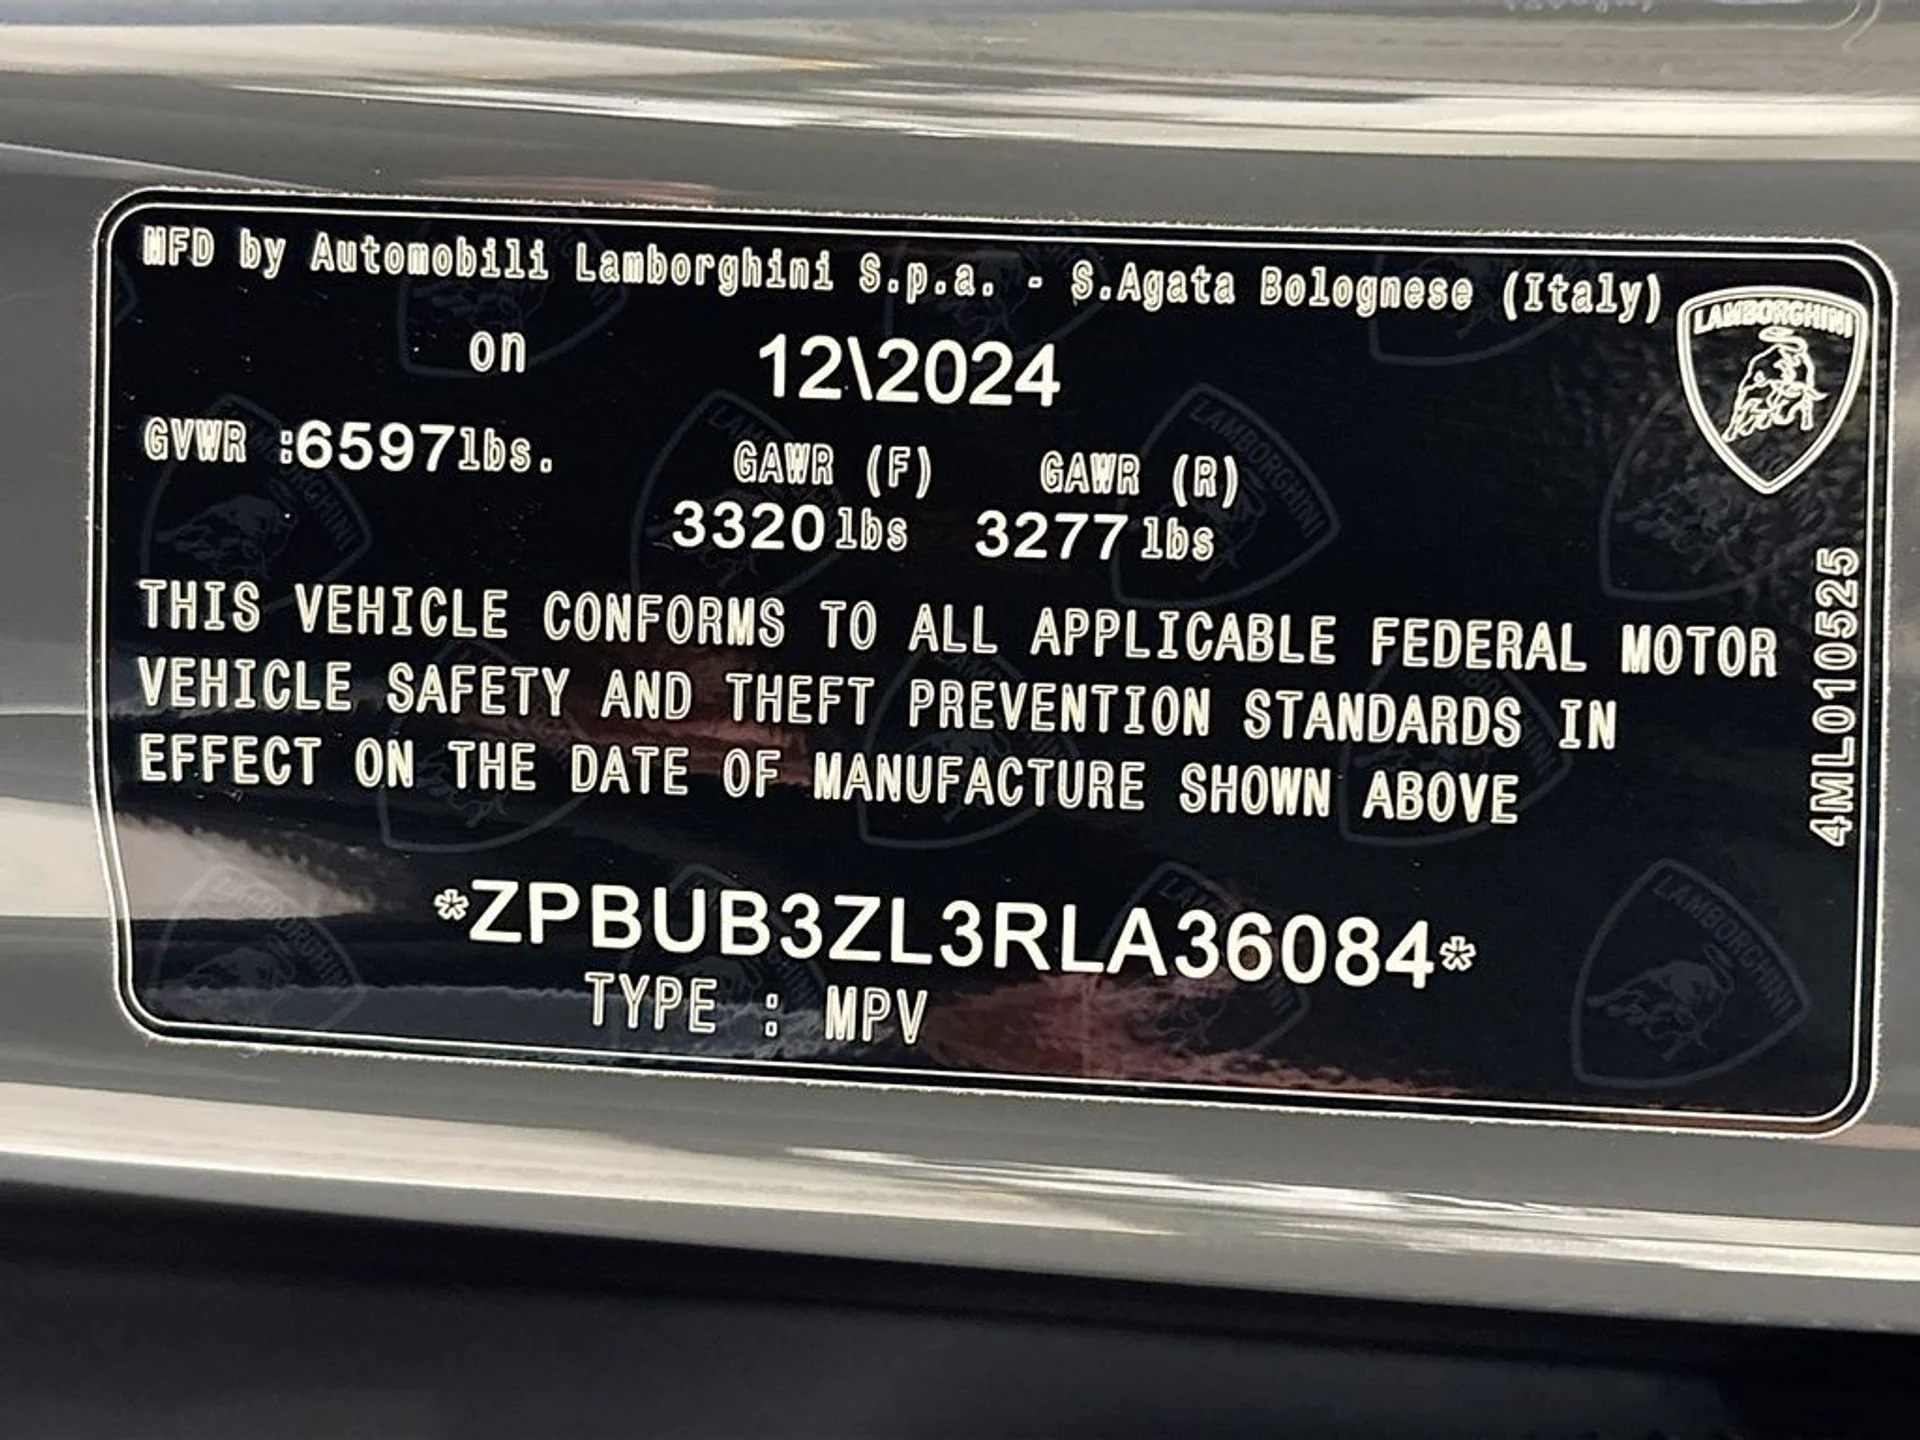 MFD by Automobili Lamborghini S.p.a. - S.Agata Bolognese (Italy)
LAMBORGHINI
on 12\2024
GVWR :6597lbs. GAWR (F) GAWR (R)
3320lbs 3277lbs
THIS VEHICLE CONFORMS TO ALL APPLICABLE FEDERAL MOTOR
VEHICLE SAFETY AND THEFT PREVENTION STANDARDS IN
EFFECT ON THE DATE OF MANUFACTURE SHOWN ABOVE
4ML010525
*ZPBUB3ZL3RLA36084*
TYPE : MPV